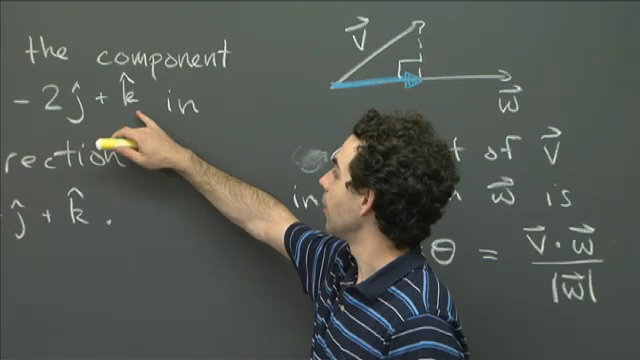 the component
- 2ĵ + k̂ in
rection
ĵ + k̂ .
v⃗
w⃗
t of v⃗
in w⃗ is
θ = v⃗ · w⃗ / |w⃗|